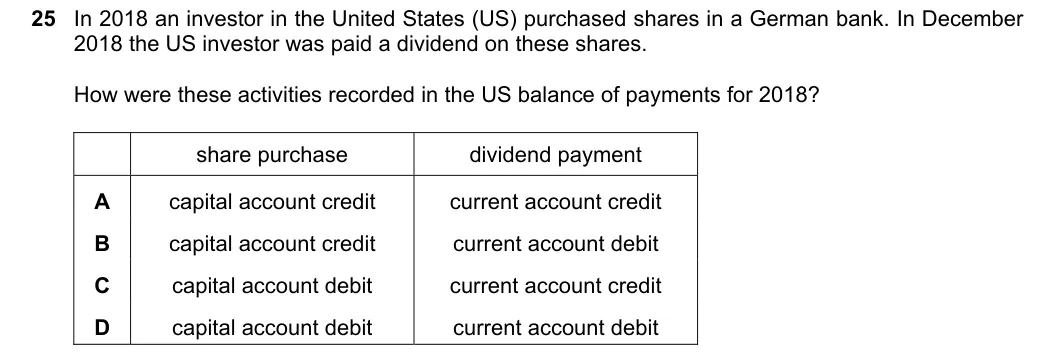 25 In 2018 an investor in the United States (US) purchased shares in a German bank. In December
2018 the US investor was paid a dividend on these shares.
How were these activities recorded in the US balance of payments for 2018?
share purchase dividend payment
A capital account credit current account credit
B capital account credit current account debit
C capital account debit current account credit
D capital account debit current account debit